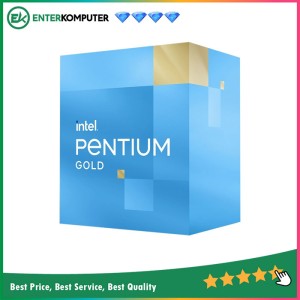 EK ENTERKOMPUTER
intel.
PENTIUM
GOLD
Best Price, Best Service, Best Quality